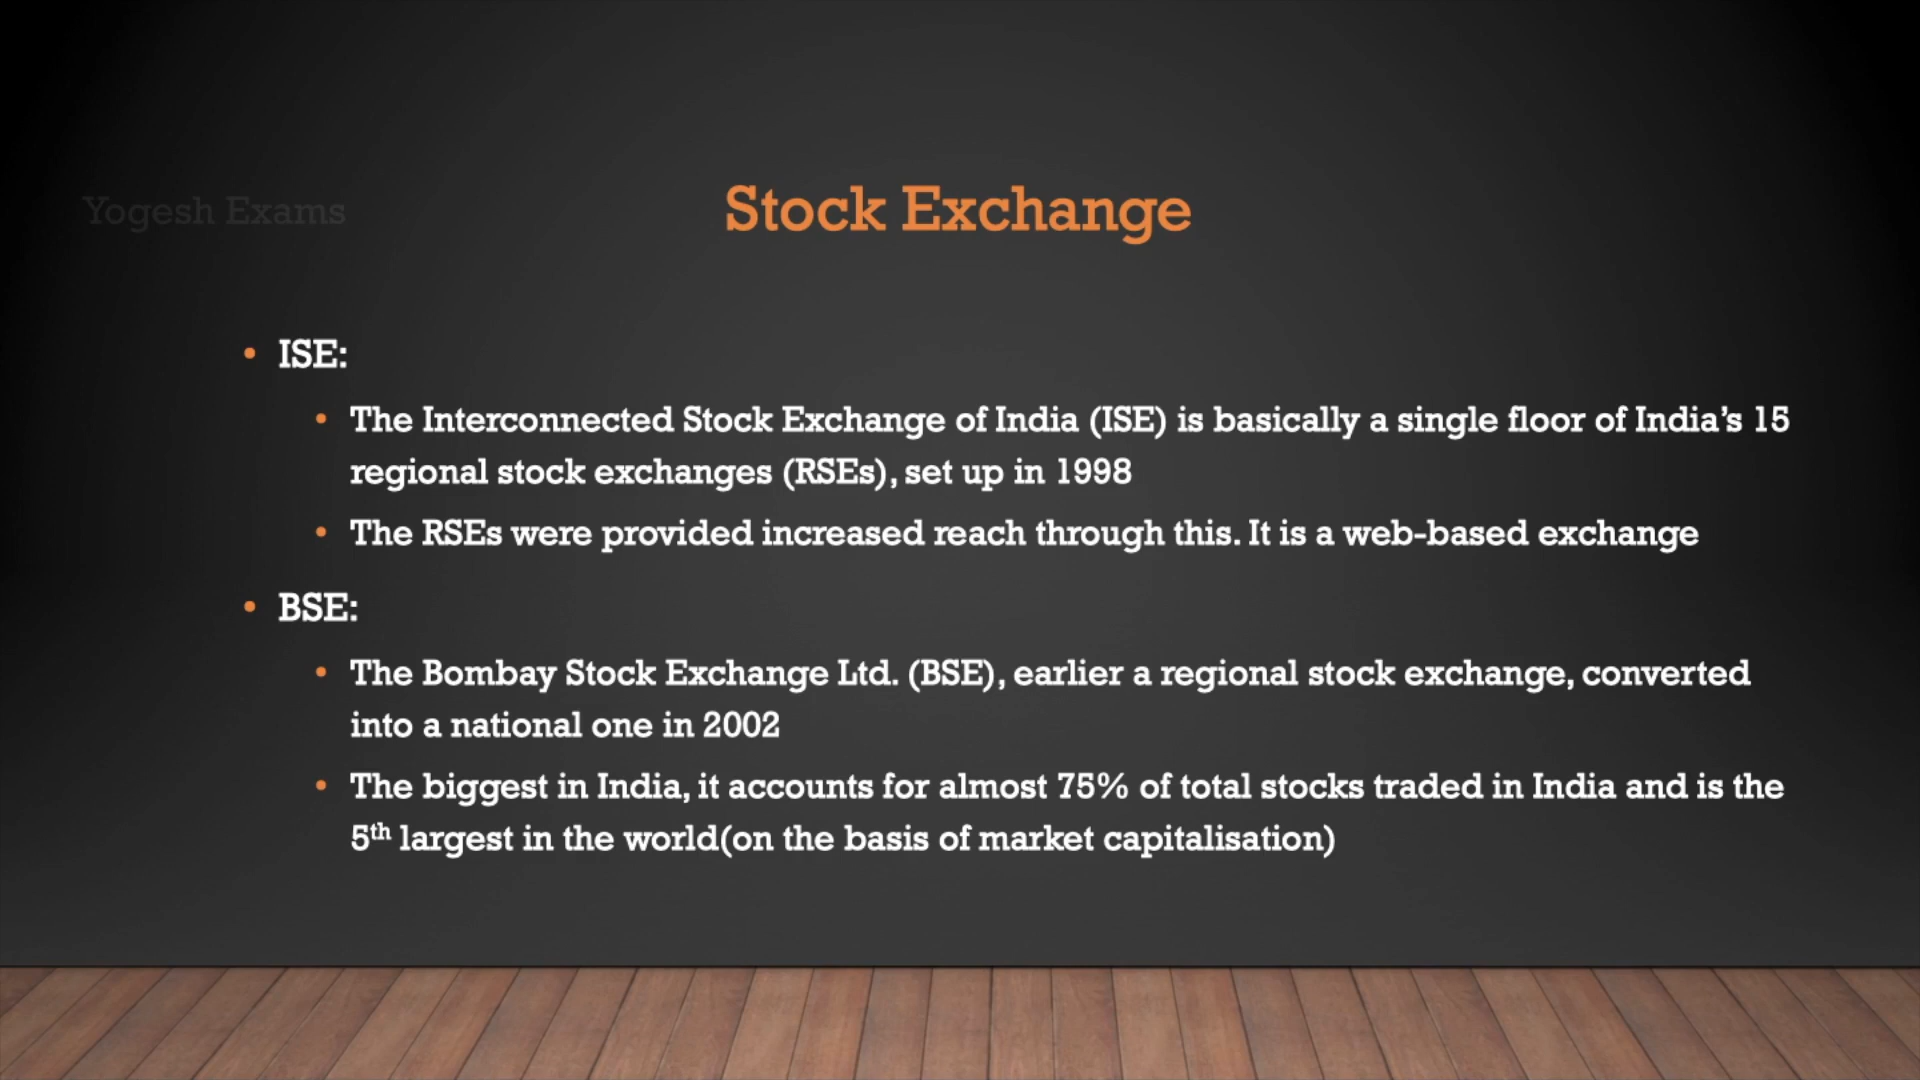 Yogesh Exams
Stock Exchange
• ISE:
• The Interconnected Stock Exchange of India (ISE) is basically a single floor of India’s 15
regional stock exchanges (RSEs), set up in 1998
• The RSEs were provided increased reach through this. It is a web-based exchange
• BSE:
• The Bombay Stock Exchange Ltd. (BSE), earlier a regional stock exchange, converted
into a national one in 2002
• The biggest in India, it accounts for almost 75% of total stocks traded in India and is the
5th largest in the world(on the basis of market capitalisation)